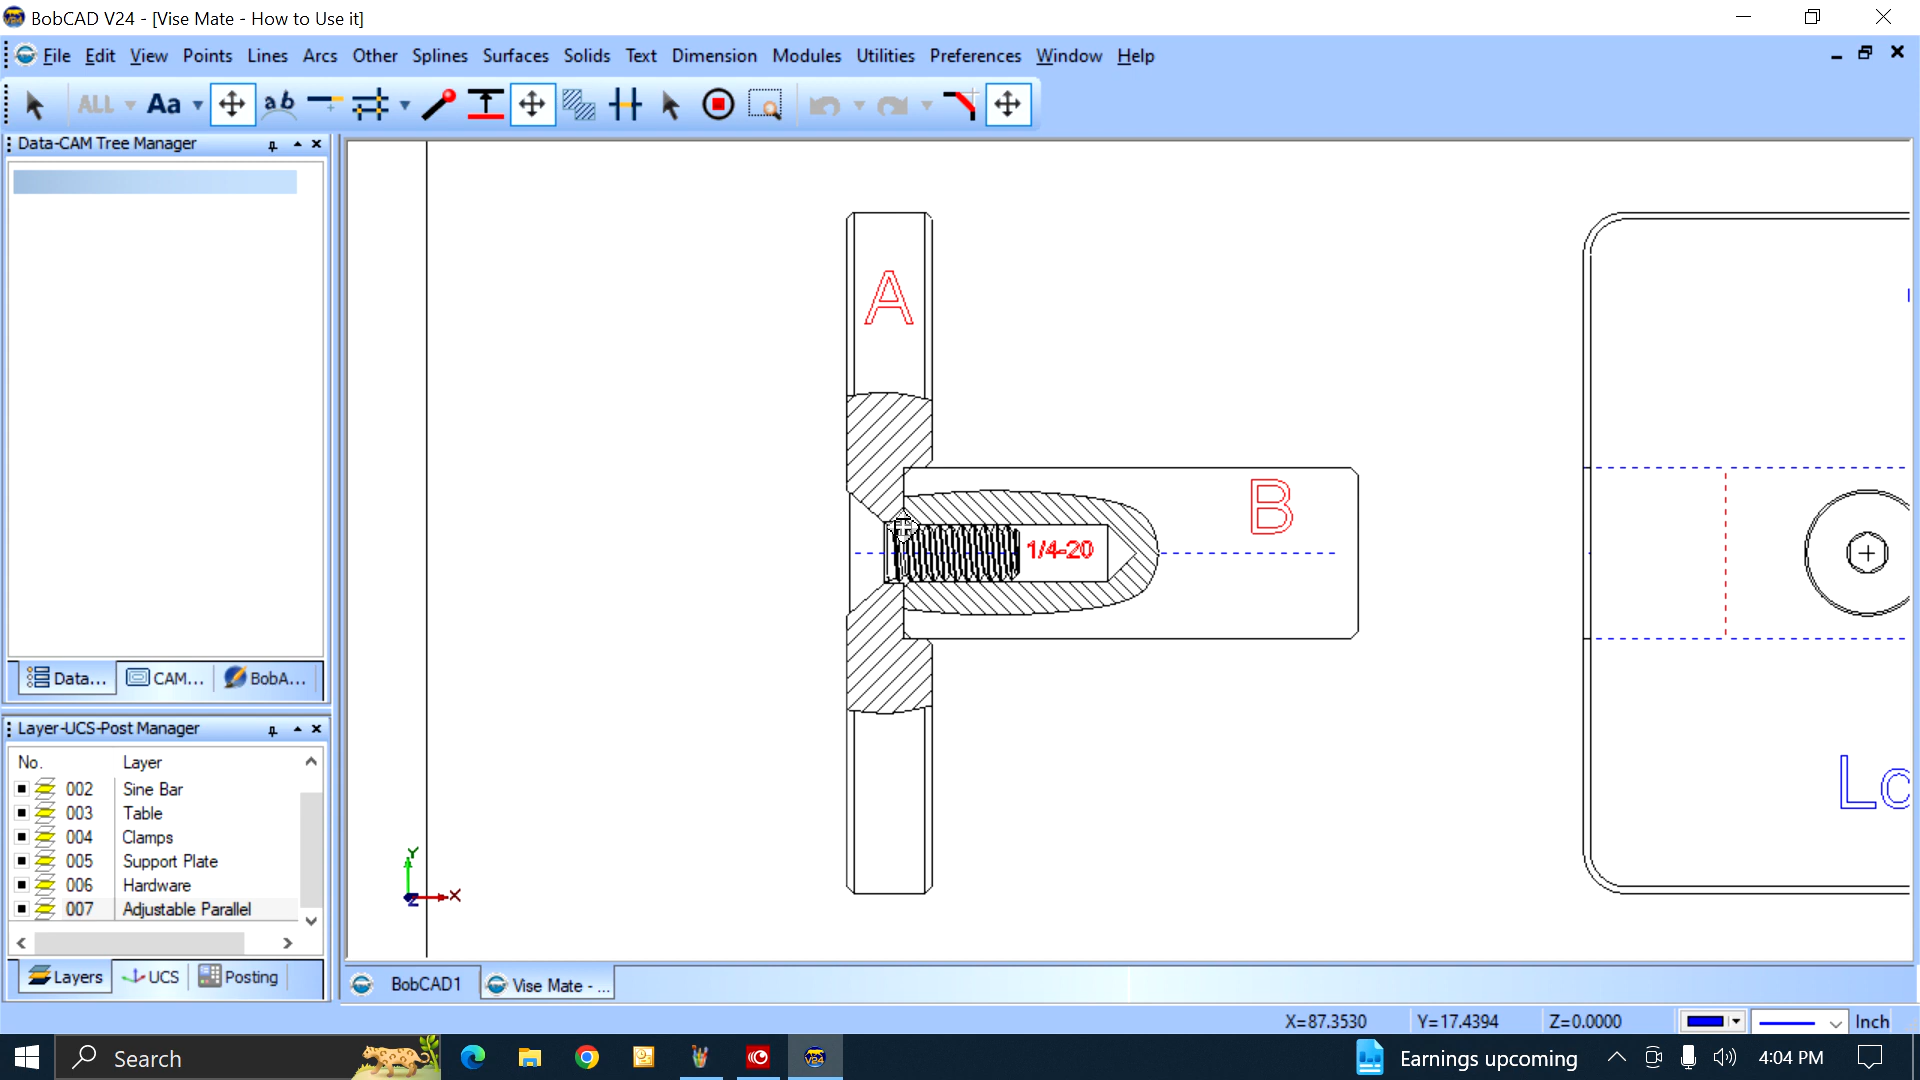 BobCAD V24 - [Vise Mate - How to Use it]
File Edit View Points Lines Arcs Other Splines Surfaces Solids Text Dimension Modules Utilities Preferences Window Help
ALL Aa ab
Data-CAM Tree Manager
Data... CAM... BobA...
Layer-UCS-Post Manager
No. Layer
002 Sine Bar
003 Table
004 Clamps
005 Support Plate
006 Hardware
007 Adjustable Parallel
Layers UCS Posting
A
B
1/4-20
Y
Z X
BobCAD1 Vise Mate - ...
X=87.3530 Y=17.4394 Z=0.0000 Inch
Search
V24
Earnings upcoming
4:04 PM